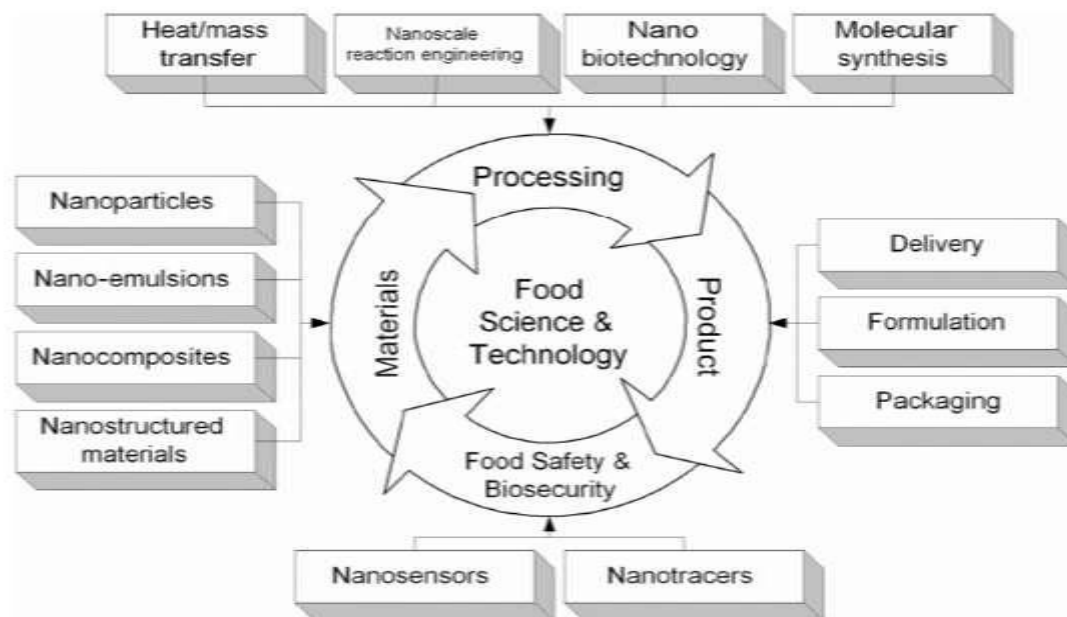 Heat/mass
transfer
Nanoscale
reaction engineering
Nano
biotechnology
Molecular
synthesis
Processing
Nanoparticles
Nano-emulsions
Nanocomposites
Nanostructured
materials
Materials
Food
Science &
Technology
Product
Delivery
Formulation
Packaging
Food Safety &
Biosecurity
Nanosensors
Nanotracers